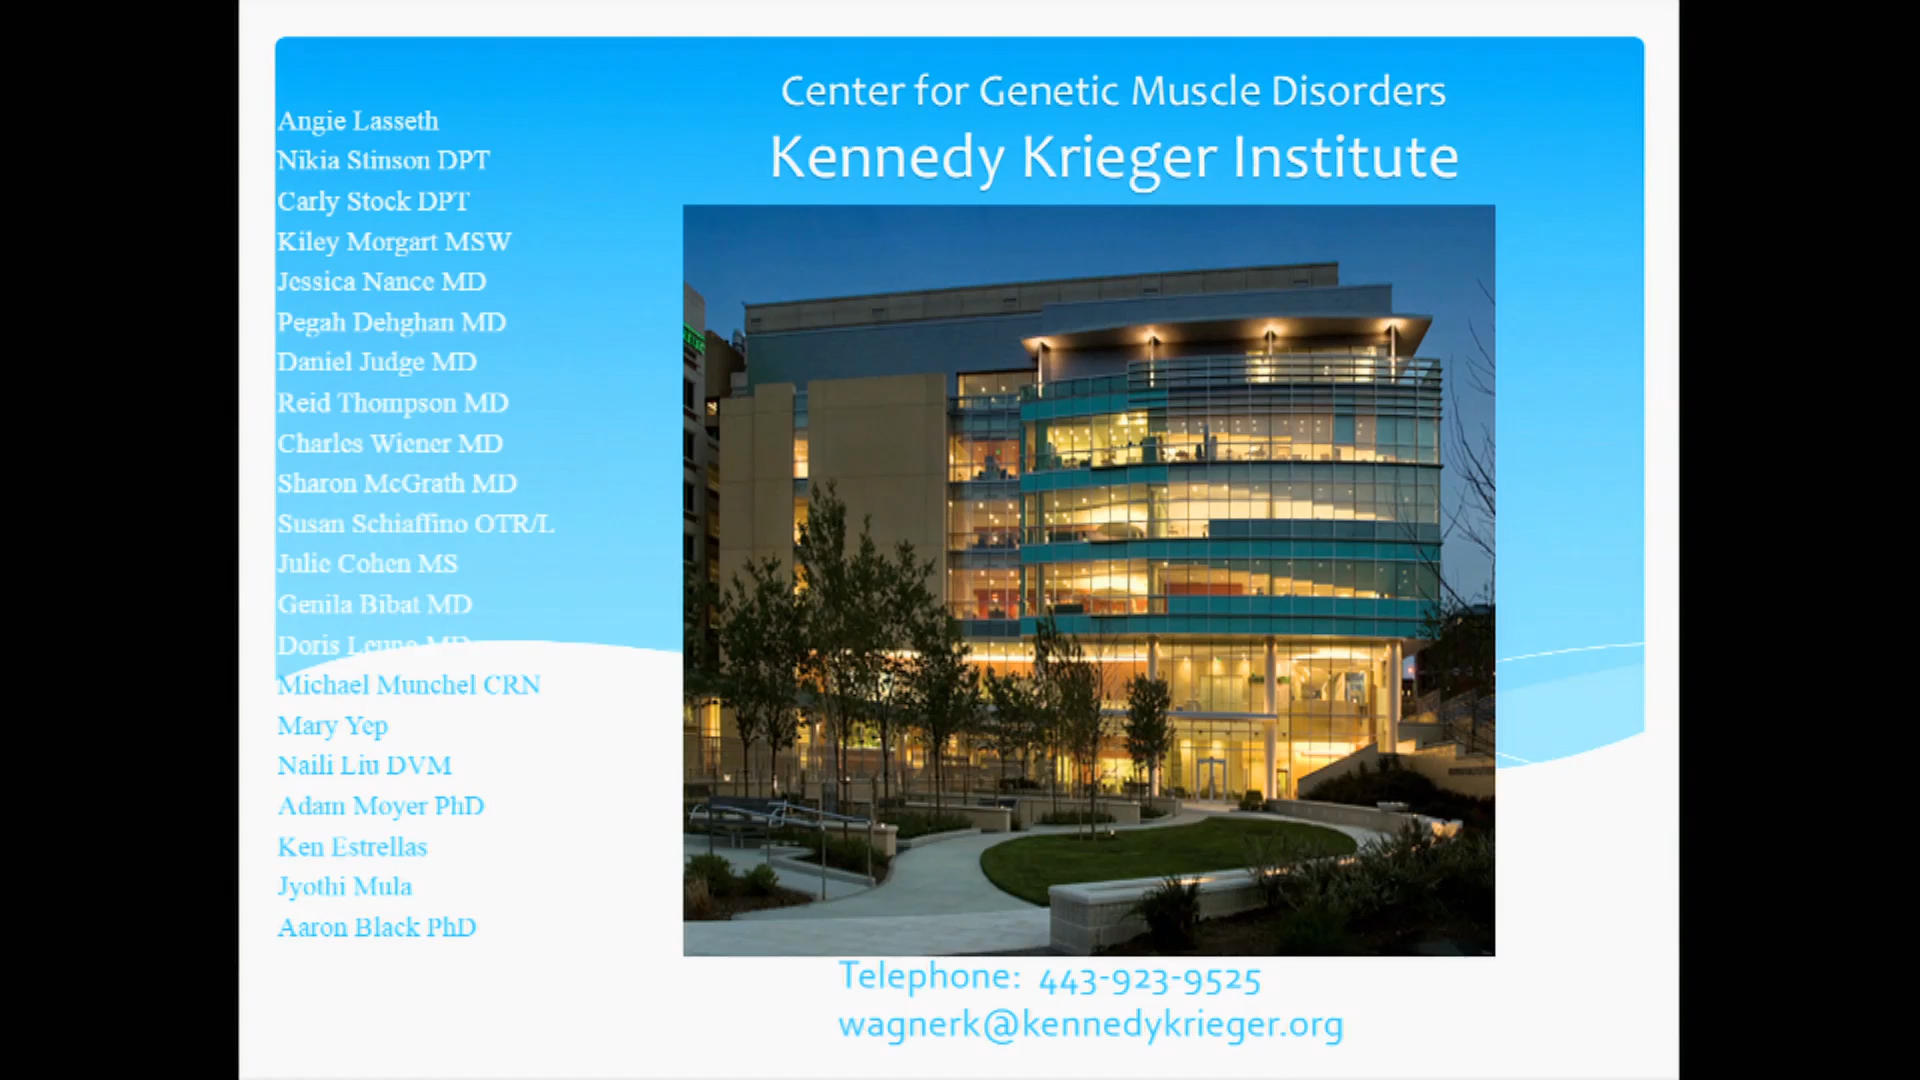 Center for Genetic Muscle Disorders
Kennedy Krieger Institute
Angie Lasseth
Nikia Stinson DPT
Carly Stock DPT
Kiley Morgart MSW
Jessica Nance MD
Pegah Dehghan MD
Daniel Judge MD
Reid Thompson MD
Charles Wiener MD
Sharon McGrath MD
Susan Schiaffino OTR/L
Julie Cohen MS
Genila Bibat MD
Doris Leung MD
Michael Munchel CRN
Mary Yep
Naili Liu DVM
Adam Moyer PhD
Ken Estrellas
Jyothi Mula
Aaron Black PhD
Telephone: 443-923-9525
wagnerk@kennedykrieger.org